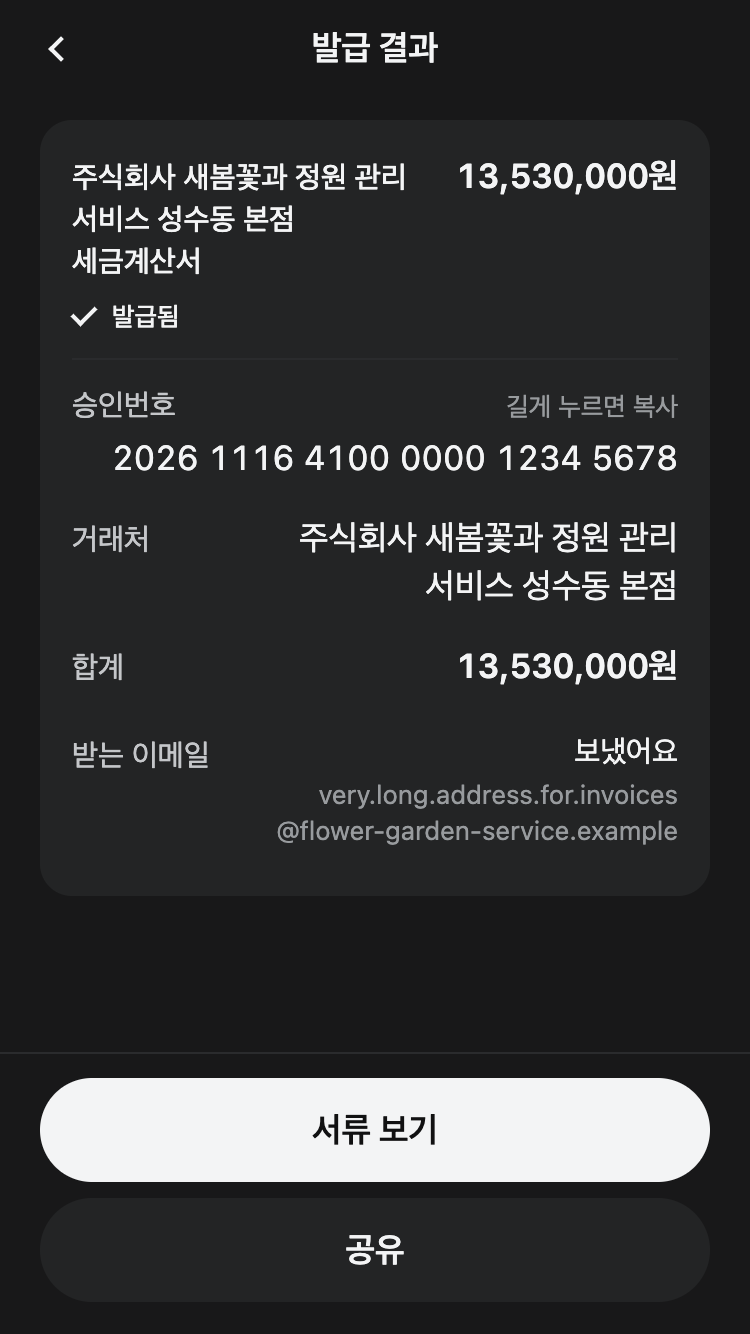 발급 결과
주식회사 새봄꽃과 정원 관리 13,530,000원
서비스 성수동 본점
세금계산서
발급됨
승인번호 길게 누르면 복사
2026 1116 4100 0000 1234 5678
거래처 주식회사 새봄꽃과 정원 관리
서비스 성수동 본점
합계 13,530,000원
받는 이메일 보냈어요
very.long.address.for.invoices
@flower-garden-service.example
서류 보기
공유